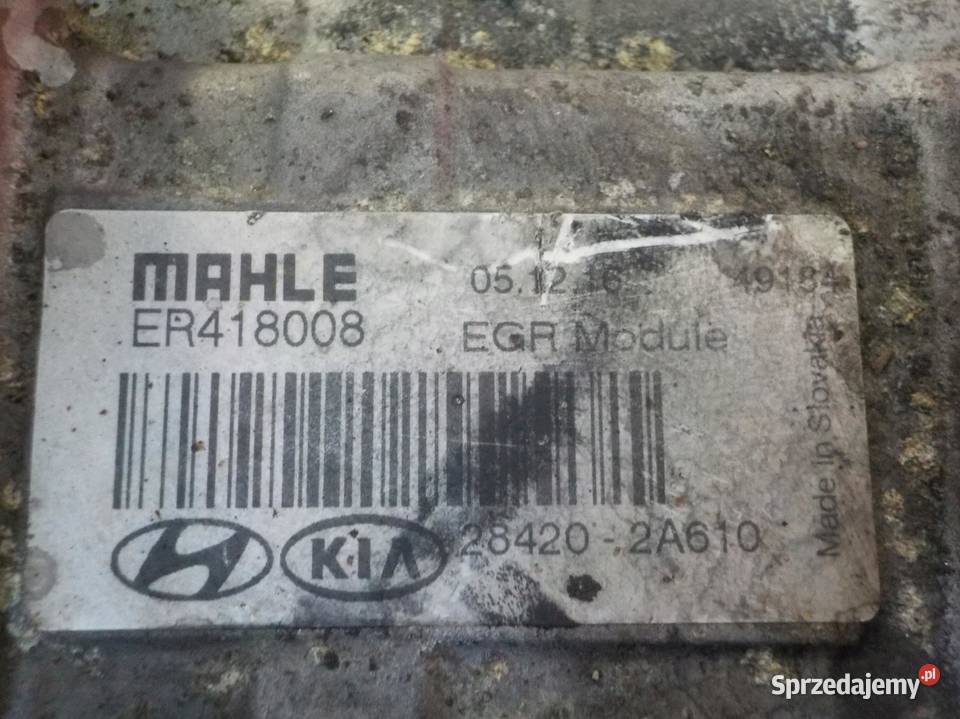 MAHLE 05.12.16 49184
ER418008 EGR Module
Made in Slovakia
KIA 28420-2A610
Sprzedajemy.pl